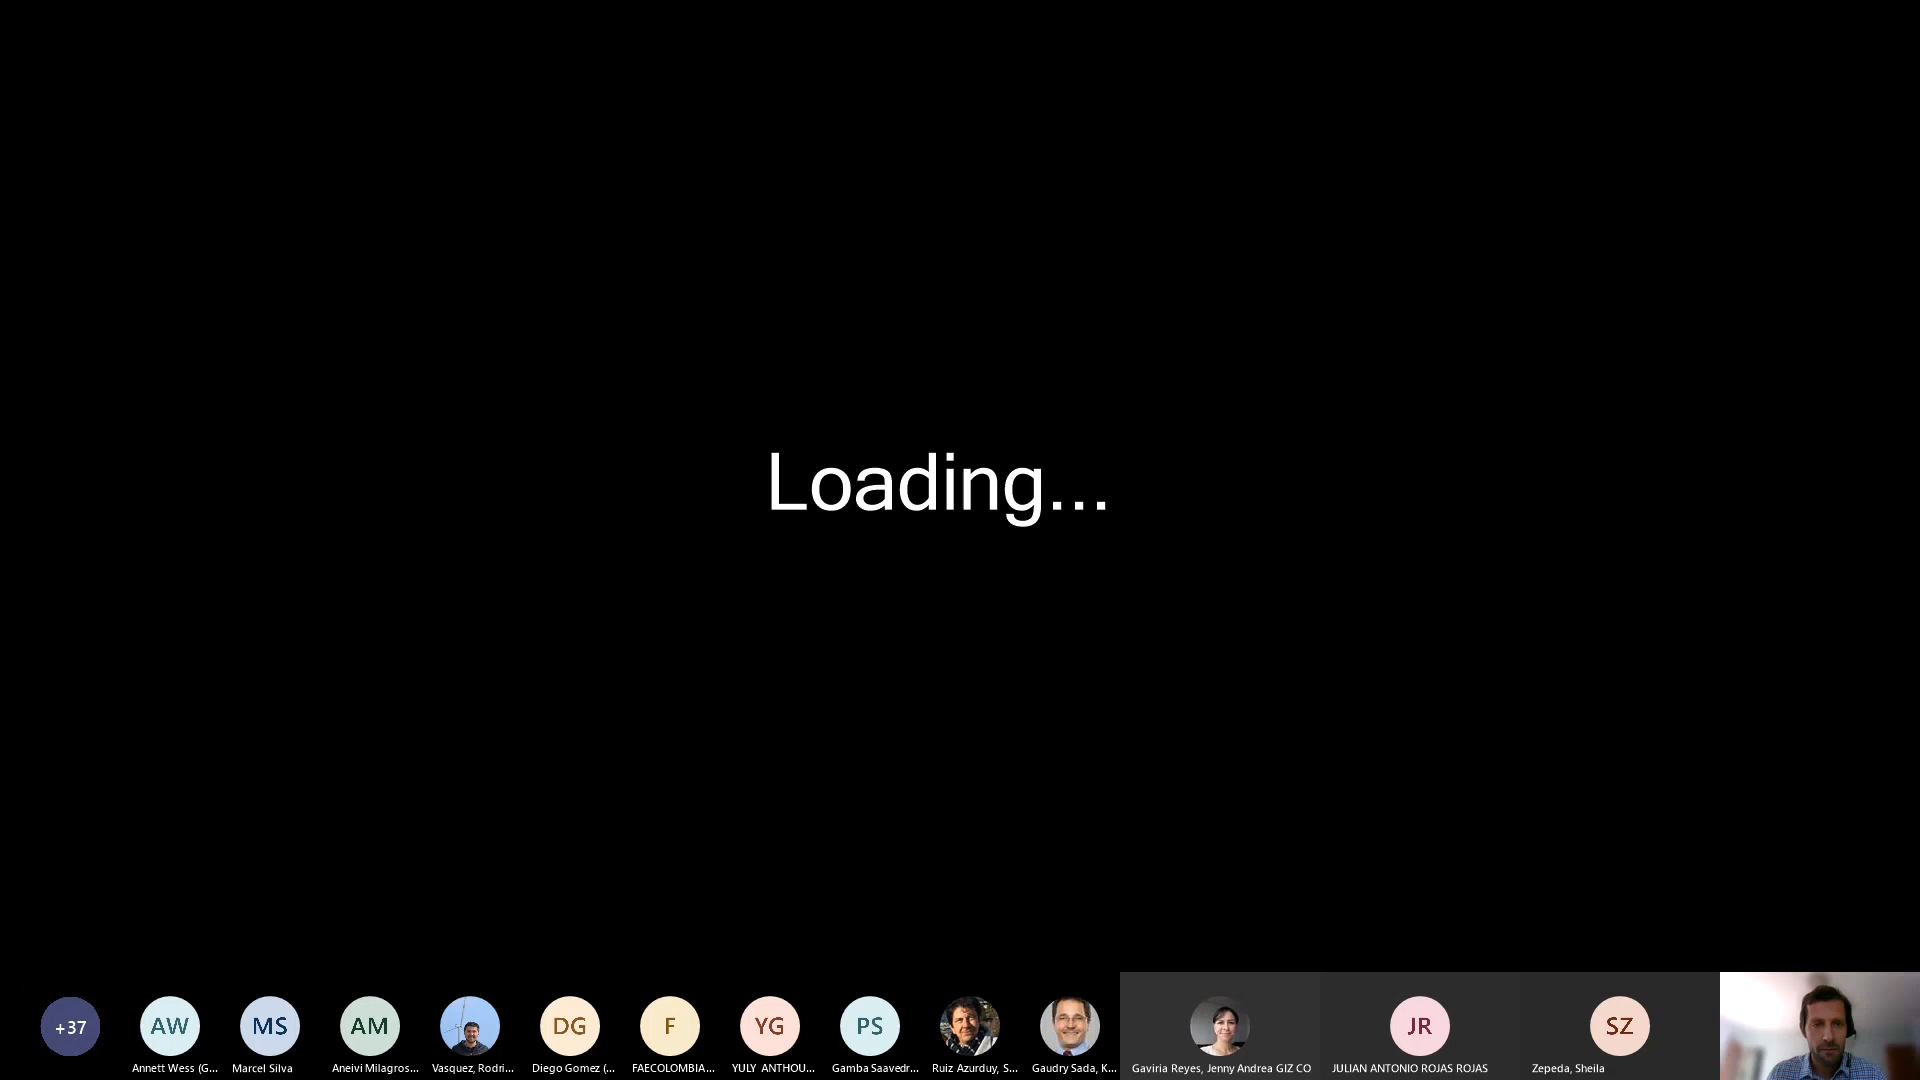 Loading...
+37
AW
MS
AM
DG
F
YG
PS
JR
SZ
Annett Wess (G...
Marcel Silva
Aneivi Milagros...
Vasquez, Rodri...
Diego Gomez (...
FAECOLOMBIA...
YULY ANTHOU...
Gamba Saavedr...
Ruiz Azurduy, S...
Gaudry Sada, K...
Gaviria Reyes, Jenny Andrea GIZ CO
JULIAN ANTONIO ROJAS ROJAS
Zepeda, Sheila